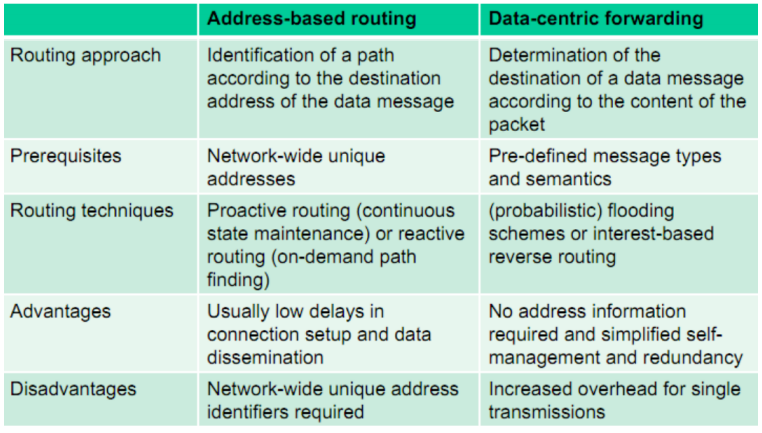 Address-based routing
Data-centric forwarding
Routing approach
Identification of a path
according to the destination
address of the data message
Determination of the
destination of a data message
according to the content of the
packet
Prerequisites
Network-wide unique
addresses
Pre-defined message types
and semantics
Routing techniques
Proactive routing (continuous
state maintenance) or reactive
routing (on-demand path
finding)
(probabilistic) flooding
schemes or interest-based
reverse routing
Advantages
Usually low delays in
connection setup and data
dissemination
No address information
required and simplified self-
management and redundancy
Disadvantages
Network-wide unique address
identifiers required
Increased overhead for single
transmissions